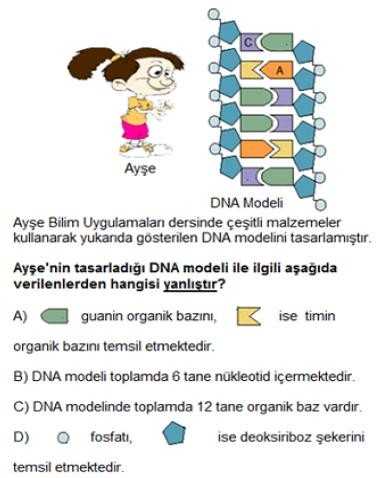 C
A
Ayşe
DNA Modeli
Ayşe Bilim Uygulamaları dersinde çeşitli malzemeler
kullanarak yukarıda gösterilen DNA modelini tasarlamıştır.
Ayşe'nin tasarladığı DNA modeli ile ilgili aşağıda
verilenlerden hangisi yanlıştır?
A) guanin organik bazını, ise timin
organik bazını temsil etmektedir.
B) DNA modeli toplamda 6 tane nükleotid içermektedir.
C) DNA modelinde toplamda 12 tane organik baz vardır.
D) fosfatı, ise deoksiriboz şekerini
temsil etmektedir.